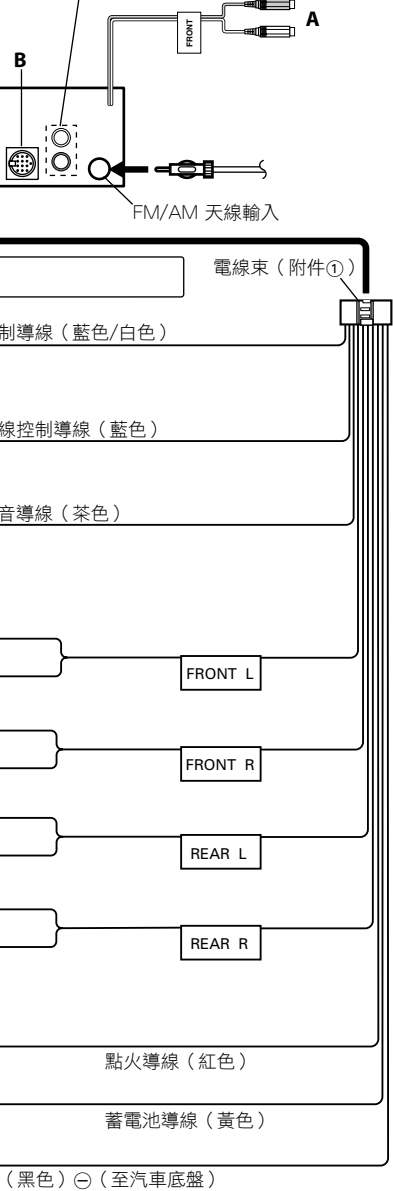 A
FRONT
B
FM/AM 天線輸入
電線束（附件①）
制導線（藍色/白色）
線控制導線（藍色）
音導線（茶色）
FRONT L
FRONT R
REAR L
REAR R
點火導線（紅色）
蓄電池導線（黃色）
（黑色）⊖（至汽車底盤）